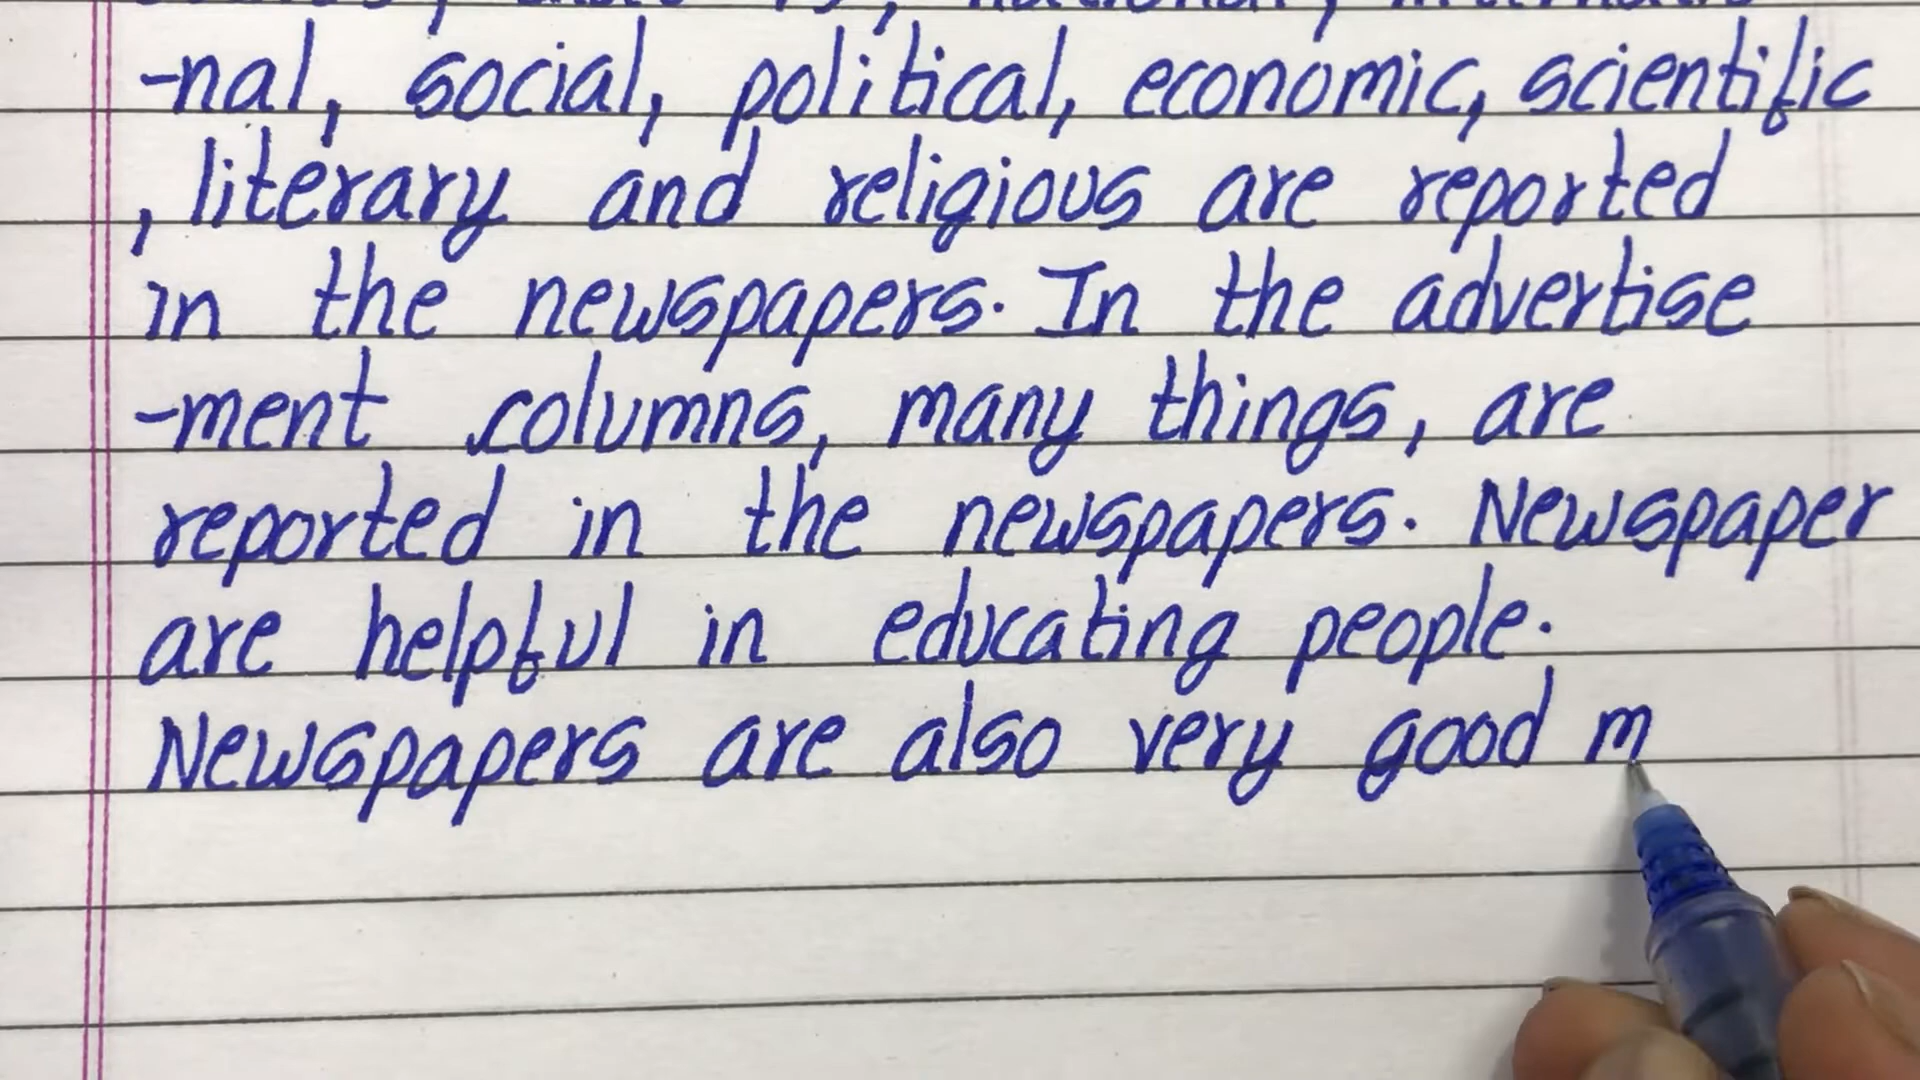 -nal, social, political, economic, scientific
, literary and religious are reported
in the newspapers. In the advertise
-ment columns, many things, are
reported in the newspapers. Newspaper
are helpful in educating people.
Newspapers are also very good m